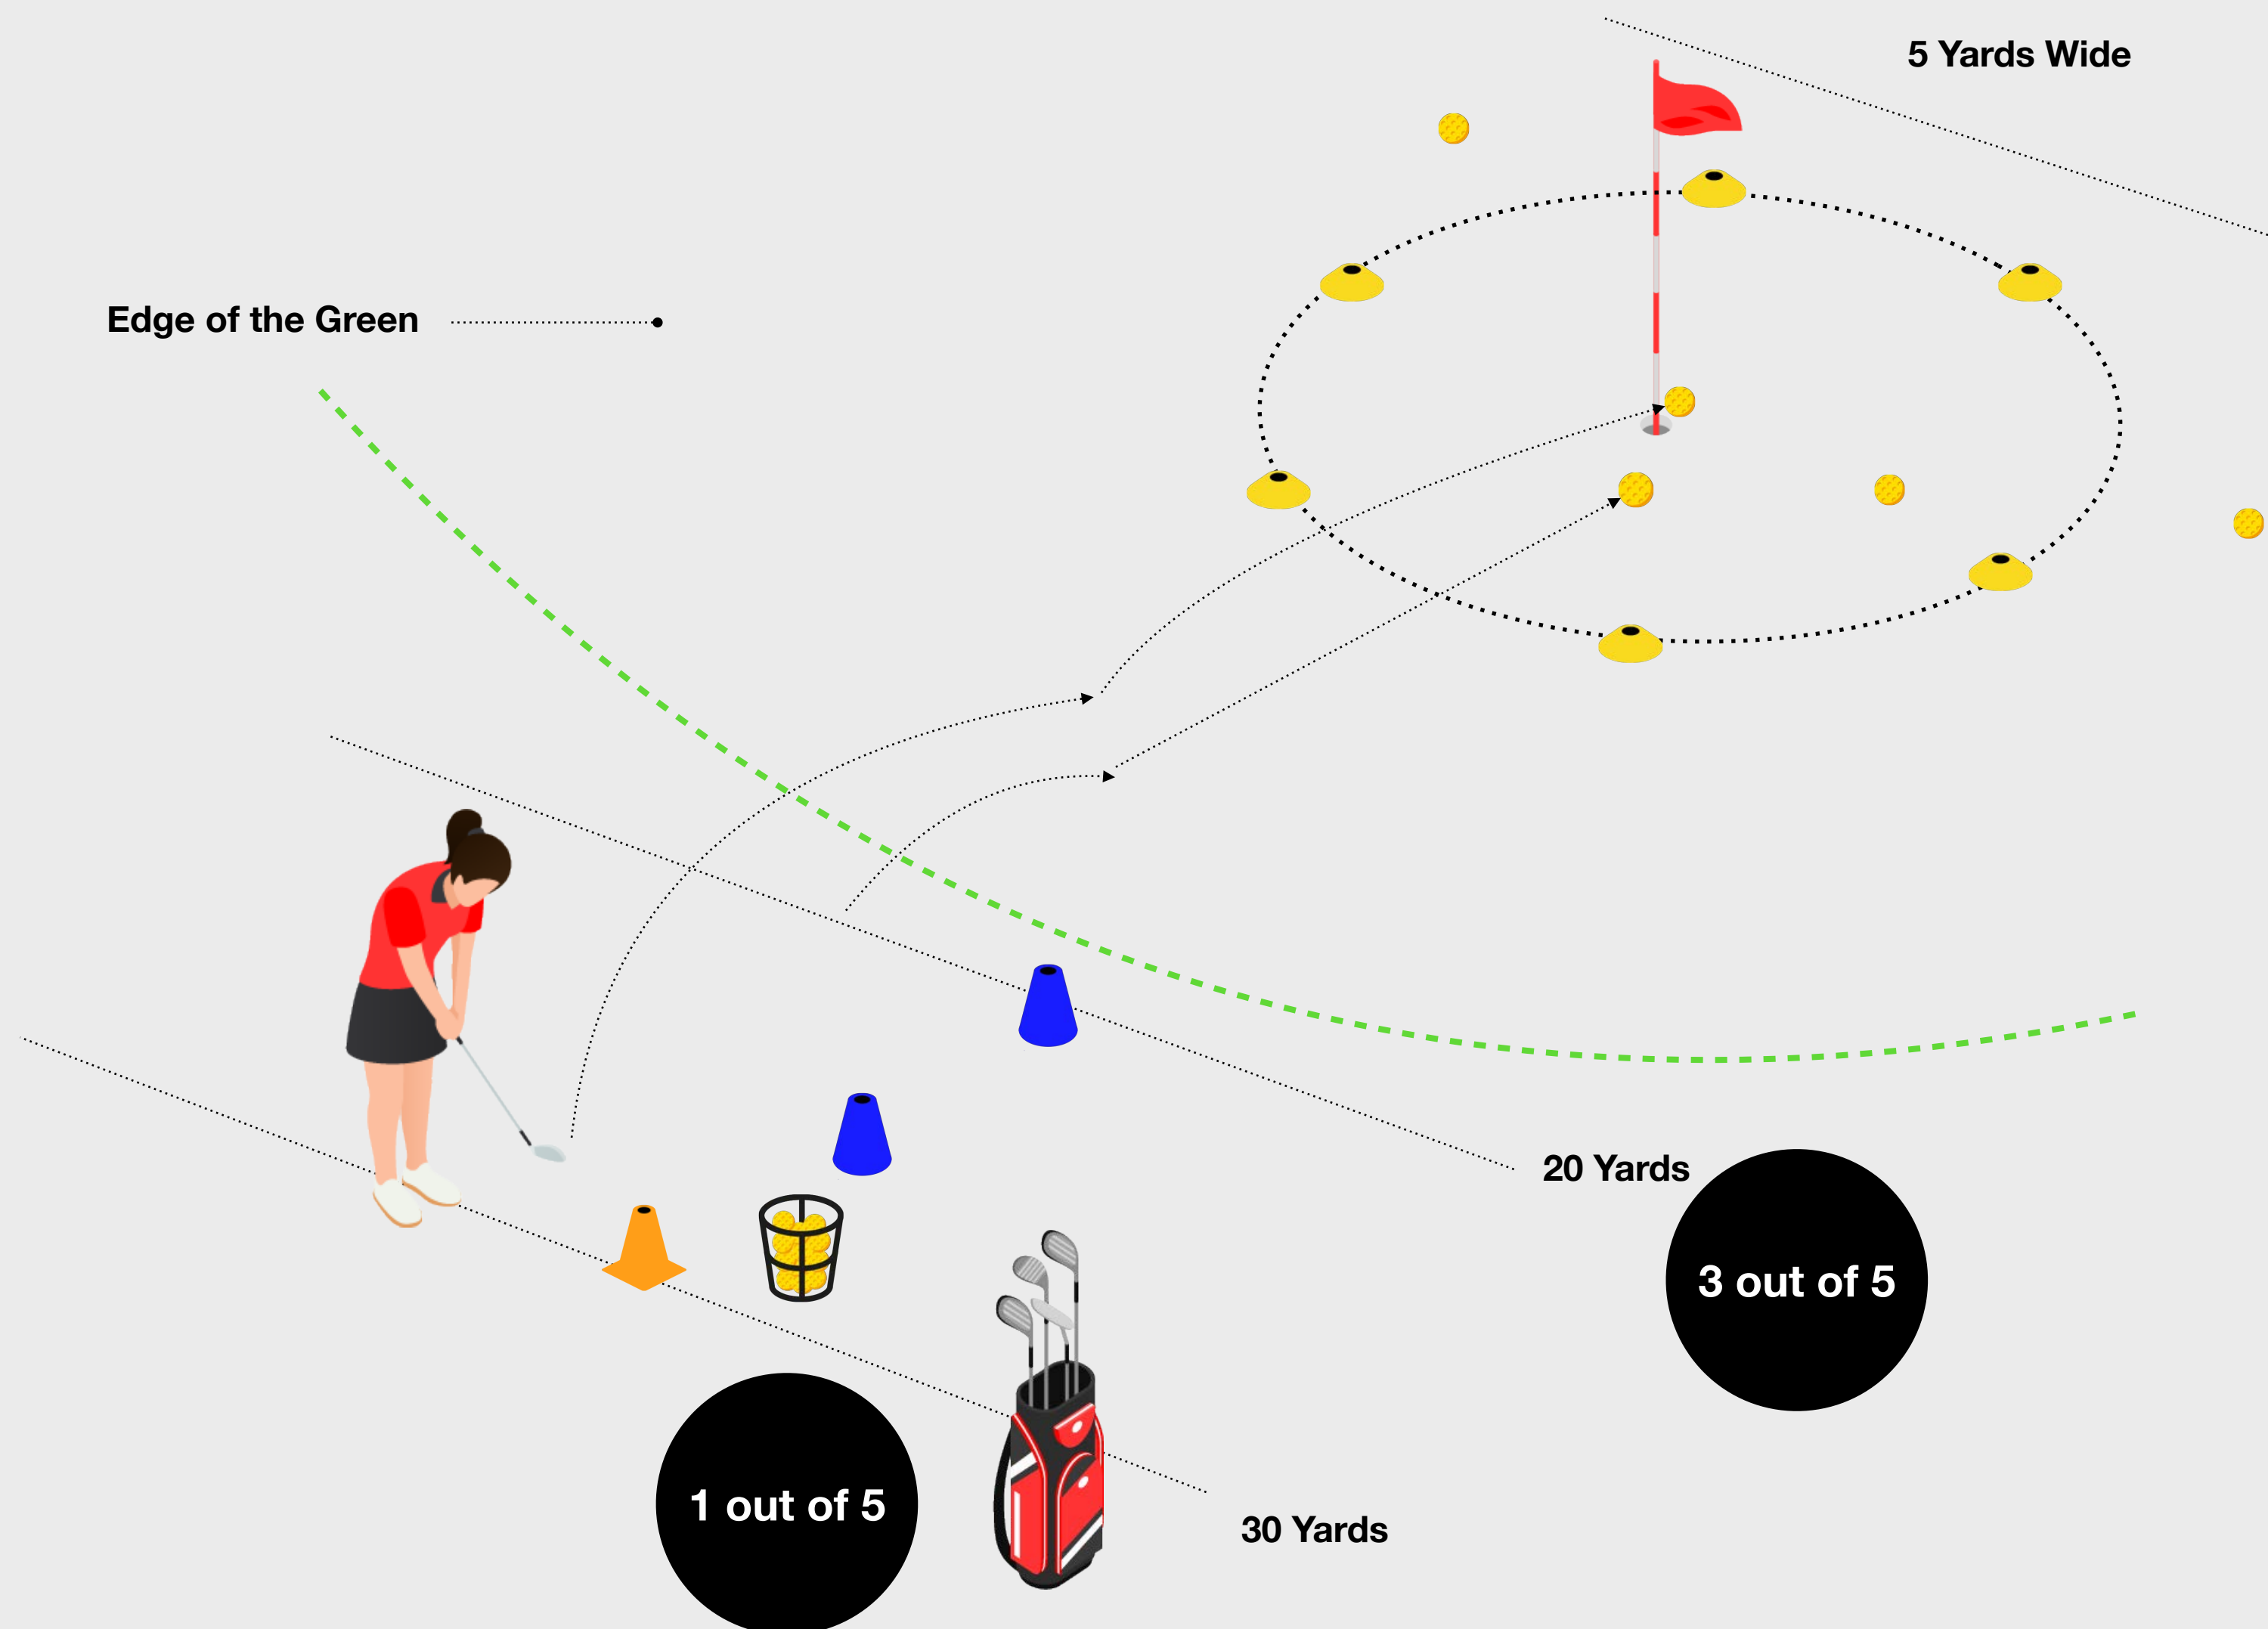 5 Yards Wide
Edge of the Green
20 Yards
3 out of 5
1 out of 5
30 Yards